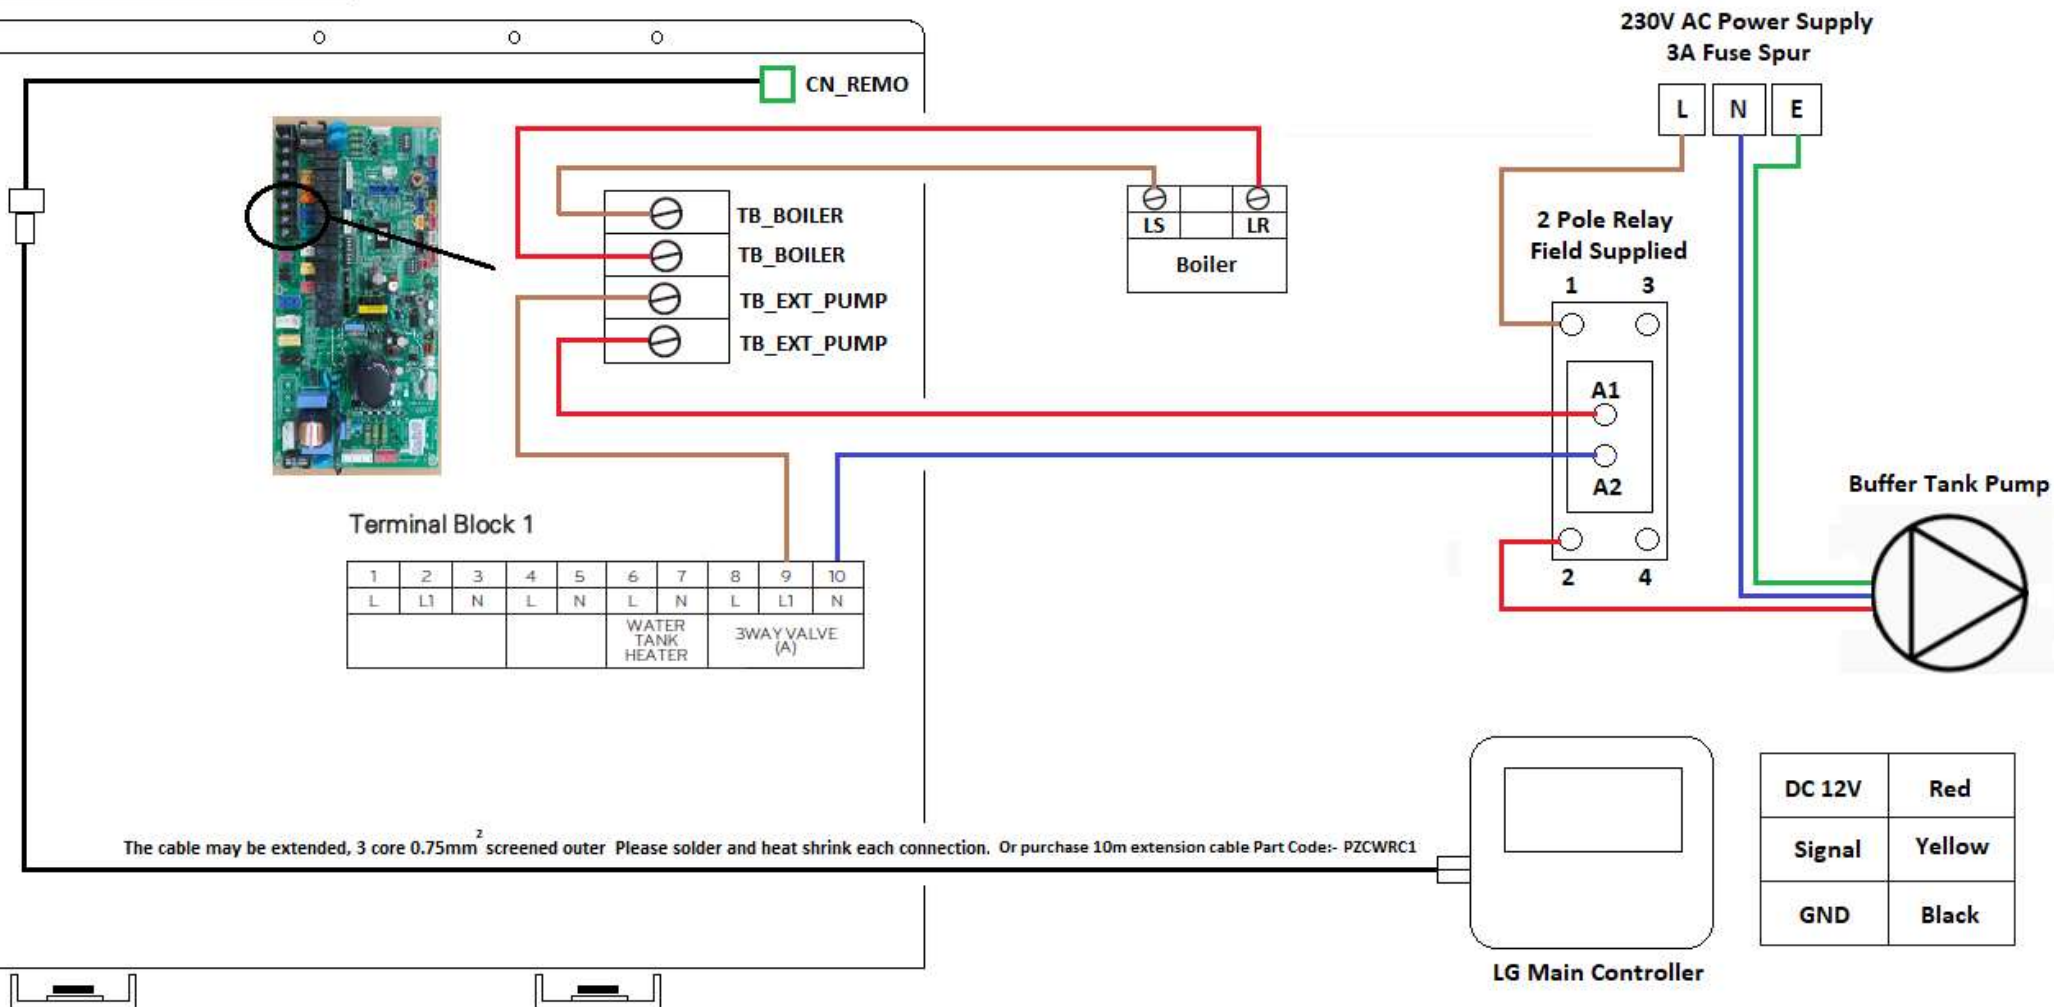 230V AC Power Supply
3A Fuse Spur
L N E
CN_REMO
TB_BOILER
TB_BOILER
TB_EXT_PUMP
TB_EXT_PUMP
LS LR
Boiler
2 Pole Relay
Field Supplied
1 3
A1
A2
2 4
Buffer Tank Pump
Terminal Block 1
1 2 3 4 5 6 7 8 9 10
L L1 N L N L N L L1 N
WATER
TANK
HEATER
3WAY VALVE
(A)
The cable may be extended, 3 core 0.75mm² screened outer Please solder and heat shrink each connection. Or purchase 10m extension cable Part Code:- PZCWRC1
LG Main Controller
DC 12V Red
Signal Yellow
GND Black